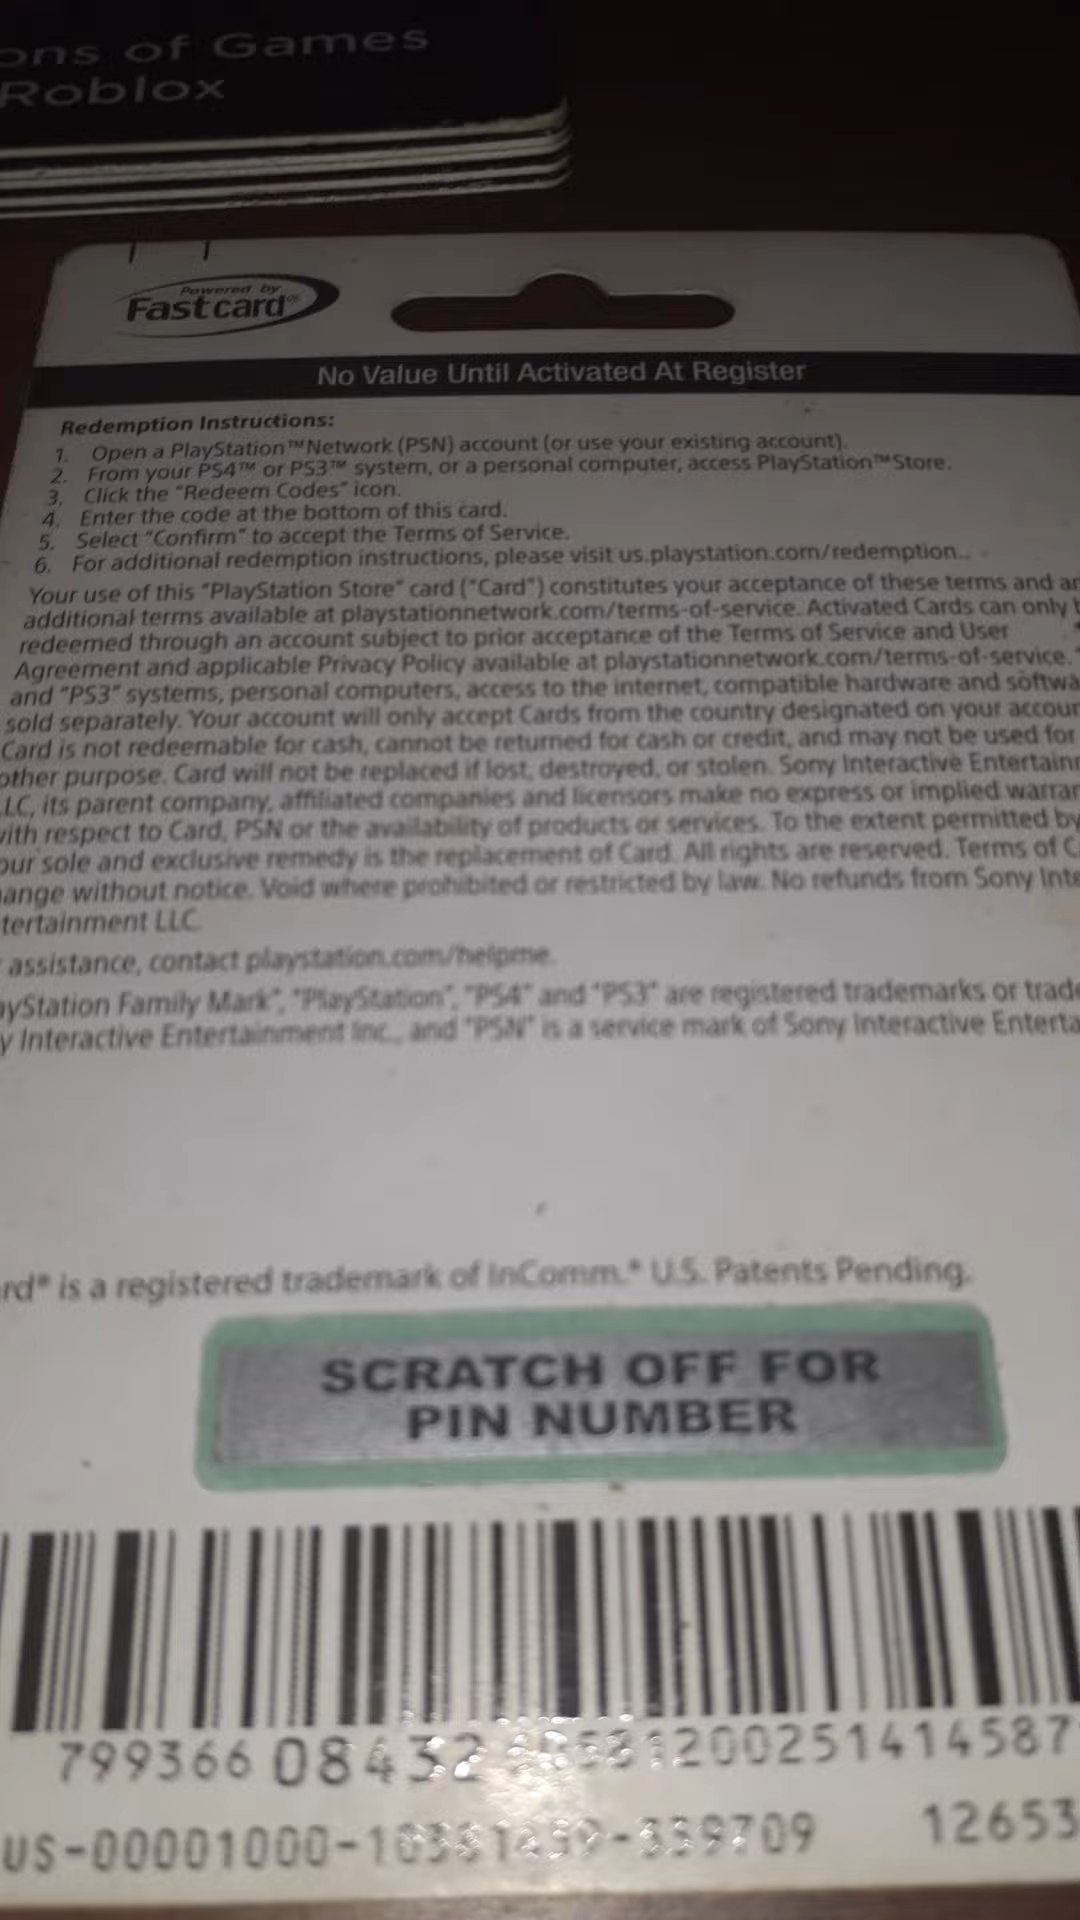 ons of Games
Roblox
Powered by
Fastcard®
No Value Until Activated At Register
Redemption Instructions:
1. Open a PlayStation™Network (PSN) account (or use your existing account).
2. From your PS4™ or PS3™ system, or a personal computer, access PlayStation™Store.
3. Click the "Redeem Codes" icon.
4. Enter the code at the bottom of this card.
5. Select "Confirm" to accept the Terms of Service.
6. For additional redemption instructions, please visit us.playstation.com/redemption..
Your use of this "PlayStation Store" card ("Card") constitutes your acceptance of these terms and
additional terms available at playstationnetwork.com/terms-of-service. Activated Cards can only
redeemed through an account subject to prior acceptance of the Terms of Service and User
Agreement and applicable Privacy Policy available at playstationnetwork.com/terms-of-service.
and "PS3" systems, personal computers, access to the internet, compatible hardware and softwa
sold separately. Your account will only accept Cards from the country designated on your accoun
Card is not redeemable for cash, cannot be returned for cash or credit, and may not be used for
other purpose. Card will not be replaced if lost, destroyed, or stolen. Sony Interactive Entertainm
LLC, its parent company, affiliated companies and licensors make no express or implied warran
with respect to Card, PSN or the availability of products or services. To the extent permitted by
our sole and exclusive remedy is the replacement of Card. All rights are reserved. Terms of
ange without notice. Void where prohibited or restricted by law. No refunds from Sony Inte
tertainment LLC.
assistance, contact playstation.com/helpme.
ayStation Family Mark", "PlayStation", "PS4" and "PS3" are registered trademarks or trade
y Interactive Entertainment Inc., and "PSN" is a service mark of Sony Interactive Enterta
rd® is a registered trademark of InComm.® U.S. Patents Pending.
SCRATCH OFF FOR
PIN NUMBER
799366 08432
12653